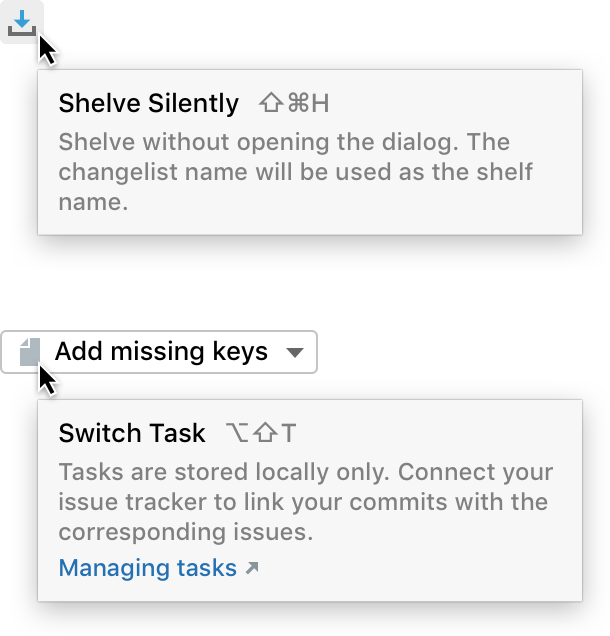 Shelve Silently ⇧⌘H
Shelve without opening the dialog. The
changelist name will be used as the shelf
name.
Add missing keys
Switch Task ⌥⇧T
Tasks are stored locally only. Connect your
issue tracker to link your commits with the
corresponding issues.
Managing tasks ↗